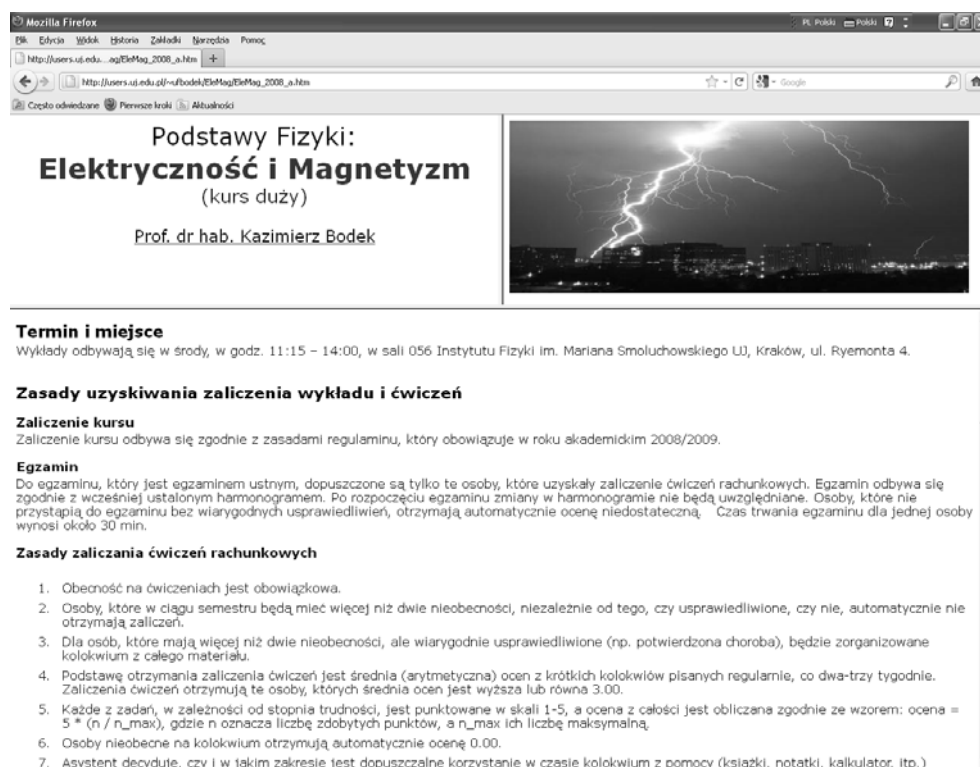 Mozilla Firefox
PL Polski Polski
Plik Edycja Widok Historia Zakładki Narzędzia Pomoc
http://users.uj.edu....ag/EleMag_2008_a.htm +
http://users.uj.edu.pl/~ufbodek/EleMag/EleMag_2008_a.htm
Google
Często odwiedzane Pierwsze kroki Aktualności
Podstawy Fizyki:
Elektryczność i Magnetyzm
(kurs duży)
Prof. dr hab. Kazimierz Bodek
Termin i miejsce
Wykłady odbywają się w środy, w godz. 11:15 – 14:00, w sali 056 Instytutu Fizyki im. Mariana Smoluchowskiego UJ, Kraków, ul. Ryemonta 4.
Zasady uzyskiwania zaliczenia wykładu i ćwiczeń
Zaliczenie kursu
Zaliczenie kursu odbywa się zgodnie z zasadami regulaminu, który obowiązuje w roku akademickim 2008/2009.
Egzamin
Do egzaminu, który jest egzaminem ustnym, dopuszczone są tylko te osoby, które uzyskały zaliczenie ćwiczeń rachunkowych. Egzamin odbywa się
zgodnie z wcześniej ustalonym harmonogramem. Po rozpoczęciu egzaminu zmiany w harmonogramie nie będą uwzględniane. Osoby, które nie
przystąpią do egzaminu bez wiarygodnych usprawiedliwień, otrzymają automatycznie ocenę niedostateczną. Czas trwania egzaminu dla jednej osoby
wynosi około 30 min.
Zasady zaliczania ćwiczeń rachunkowych
1. Obecność na ćwiczeniach jest obowiązkowa.
2. Osoby, które w ciągu semestru będą mieć więcej niż dwie nieobecności, niezależnie od tego, czy usprawiedliwione, czy nie, automatycznie nie
otrzymają zaliczeń.
3. Dla osób, które mają więcej niż dwie nieobecności, ale wiarygodnie usprawiedliwione (np. potwierdzona choroba), będzie zorganizowane
kolokwium z całego materiału.
4. Podstawę otrzymania zaliczenia ćwiczeń jest średnia (arytmetyczna) ocen z krótkich kolokwiów pisanych regularnie, co dwa-trzy tygodnie.
Zaliczenia ćwiczeń otrzymują te osoby, których średnia ocen jest wyższa lub równa 3.00.
5. Każde z zadań, w zależności od stopnia trudności, jest punktowane w skali 1-5, a ocena z całości jest obliczana zgodnie ze wzorem: ocena =
5 * (n / n_max), gdzie n oznacza liczbę zdobytych punktów, a n_max ich liczbę maksymalną.
6. Osoby nieobecne na kolokwium otrzymują automatycznie ocenę 0.00.
7. Asystent decyduje, czy i w jakim zakresie jest dopuszczalne korzystanie w czasie kolokwium z pomocy (książki, notatki, kalkulator, itp.)